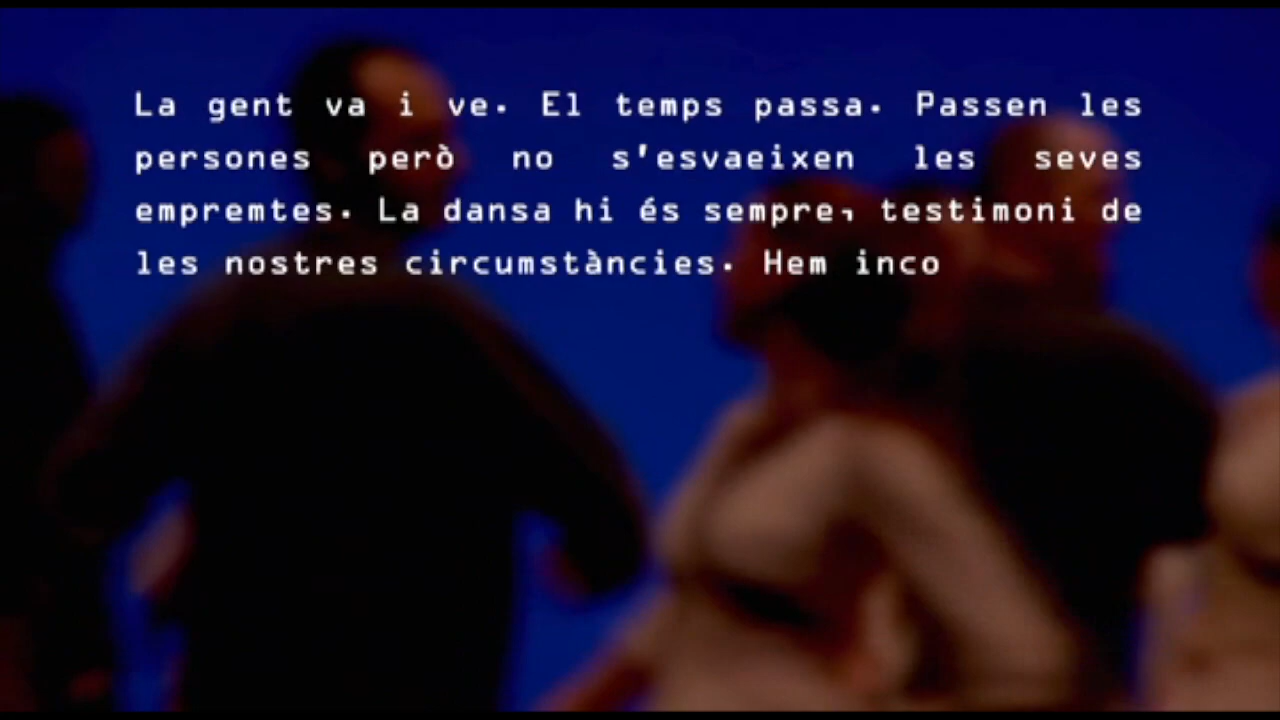 La gent va i ve. El temps passa. Passen les
persones però no s'esvaeixen les seves
empremtes. La dansa hi és sempre, testimoni de
les nostres circumstàncies. Hem inco